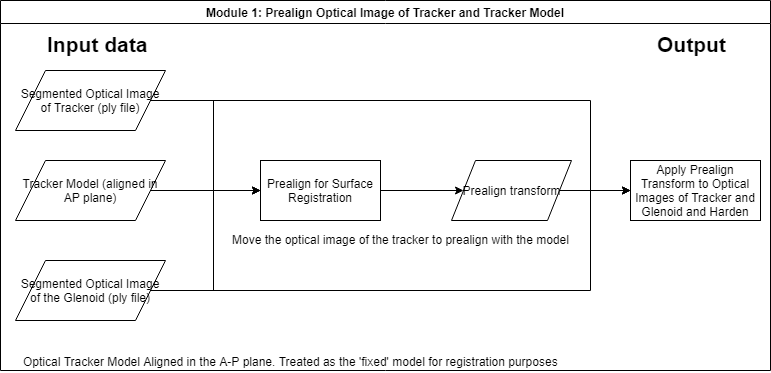 Module 1: Prealign Optical Image of Tracker and Tracker Model
Input data
Output
Segmented Optical Image
of Tracker (ply file)
Tracker Model (aligned in
AP plane)
Prealign for Surface
Registration
Prealign transform
Apply Prealign
Transform to Optical
Images of Tracker and
Glenoid and Harden
Move the optical image of the tracker to prealign with the model
Segmented Optical Image
of the Glenoid (ply file)
Optical Tracker Model Aligned in the A-P plane. Treated as the 'fixed' model for registration purposes